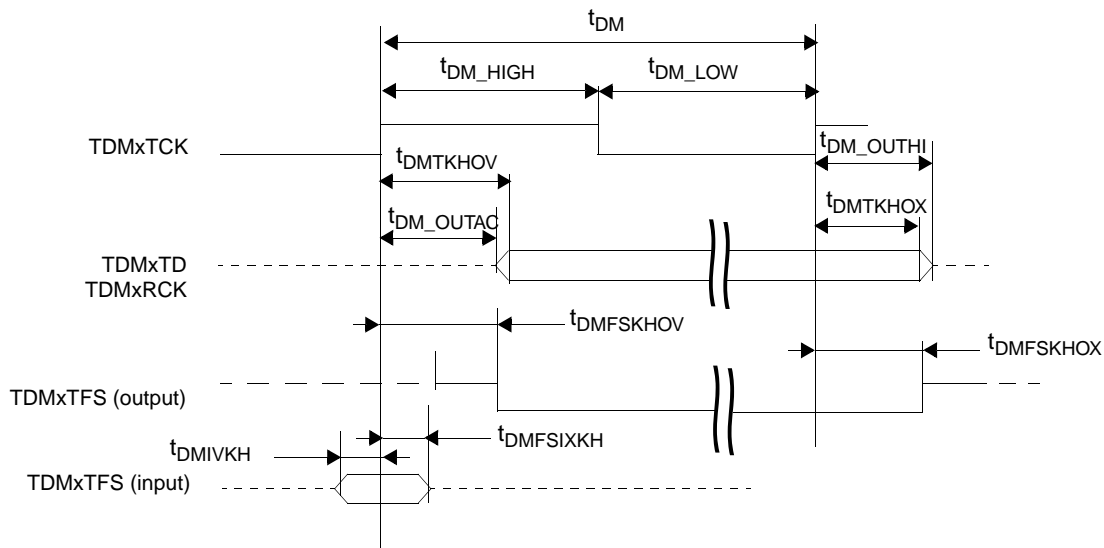 tDM
tDM_HIGH
tDM_LOW
TDMxTCK
tDM_OUTHI
tDMTKHOV
tDMTKHOX
tDM_OUTAC
TDMxTD
TDMxRCK
tDMFSKHOV
tDMFSKHOX
TDMxTFS (output)
tDMFSIXKH
tDMIVKH
TDMxTFS (input)